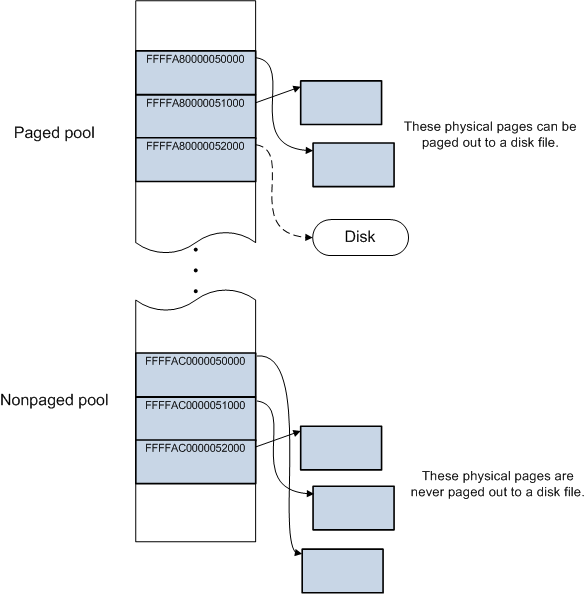 FFFFA80000050000
FFFFA80000051000
Paged pool
These physical pages can be
paged out to a disk file.
FFFFA80000052000
Disk
FFFFAC0000050000
Nonpaged pool
FFFFAC0000051000
FFFFAC0000052000
These physical pages are
never paged out to a disk file.